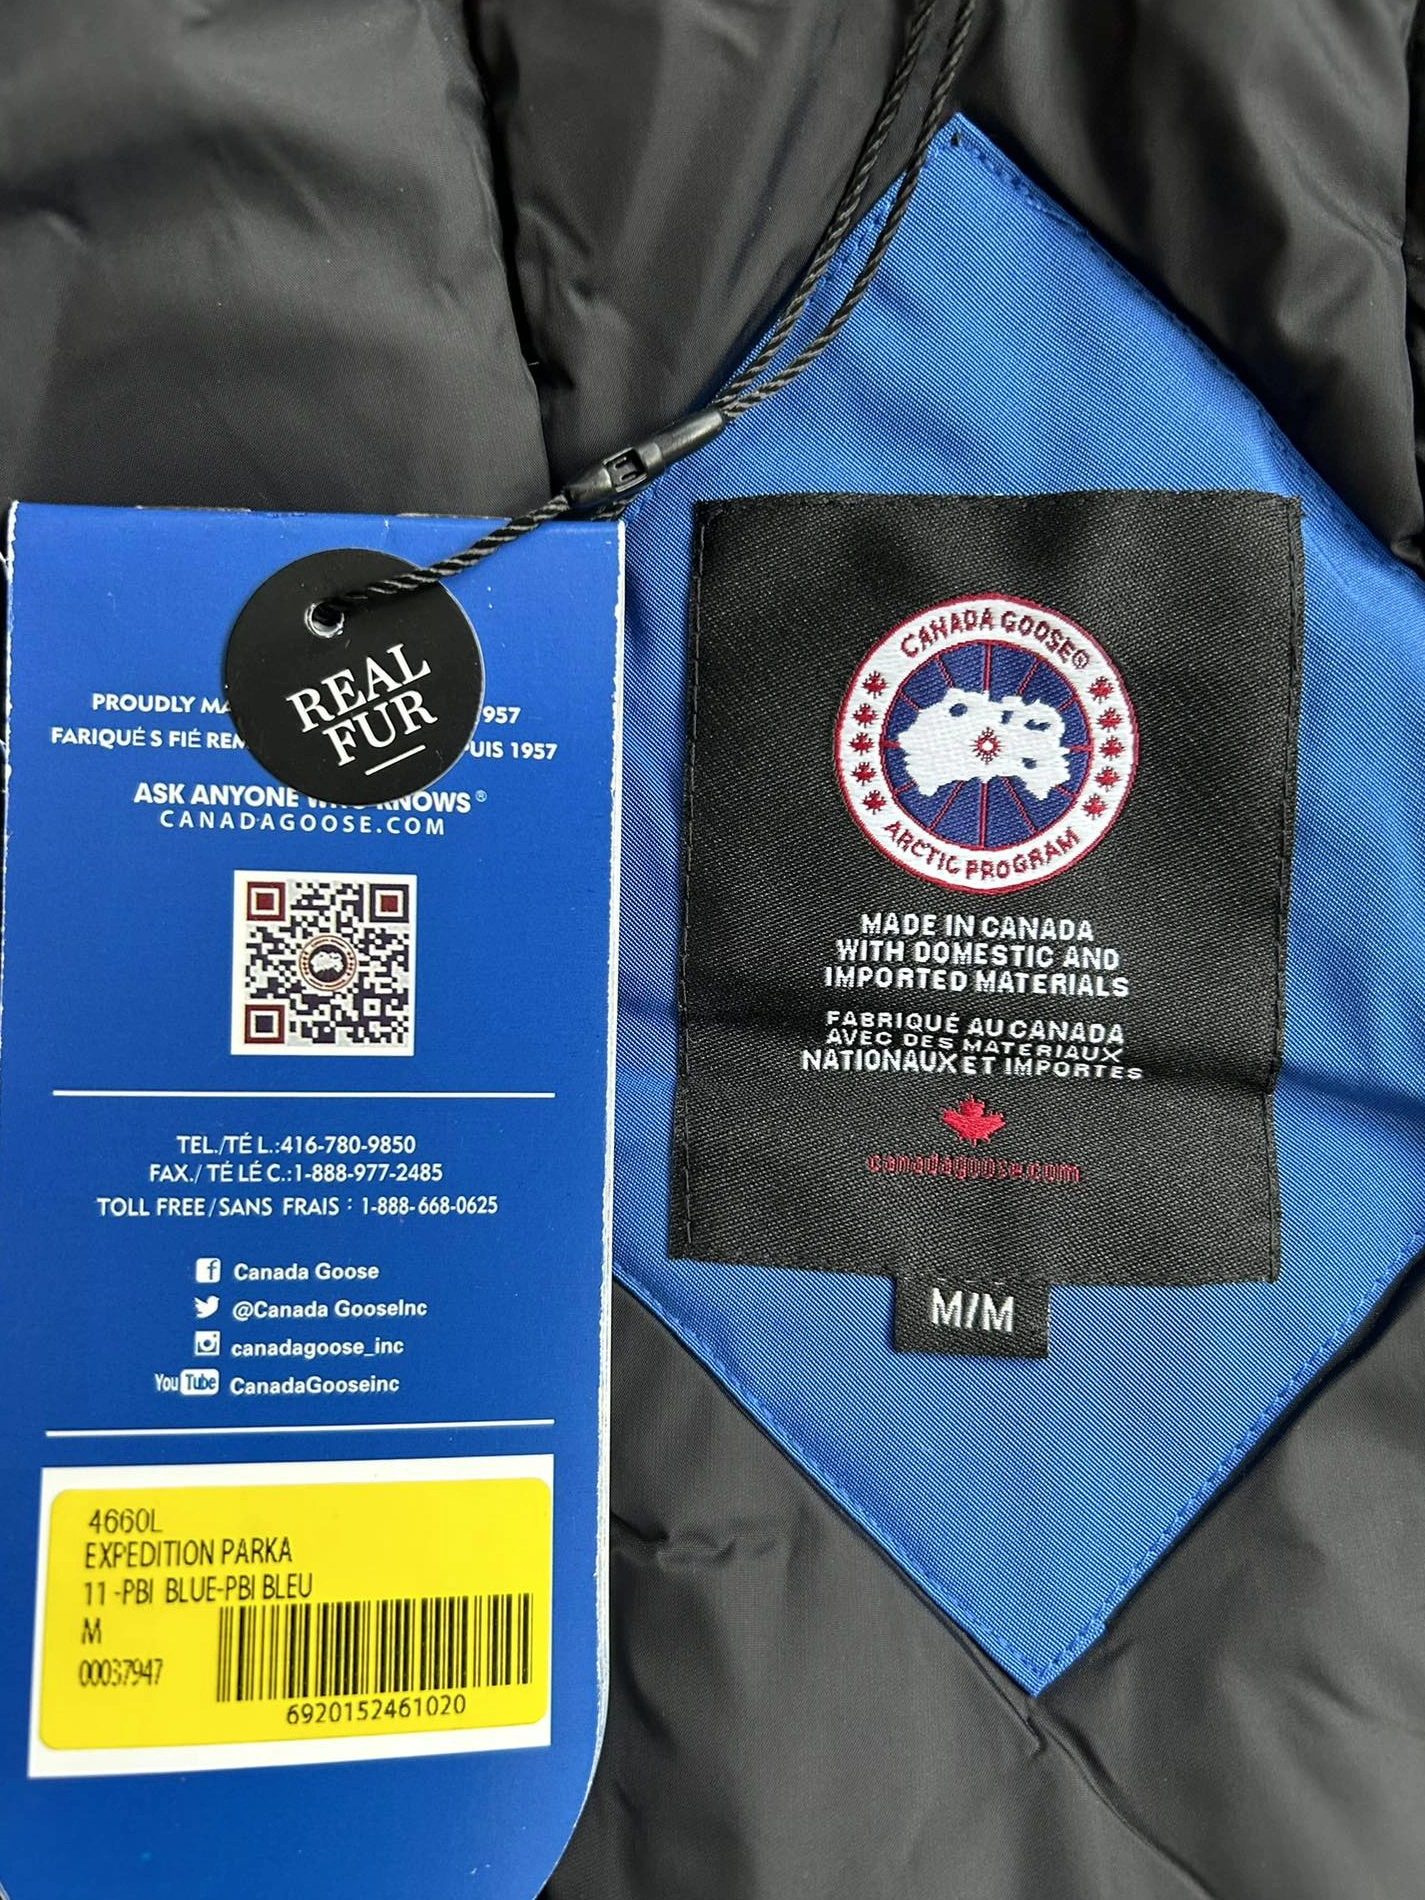 REAL
FUR
PROUDLY MA 957
FARIQUÉ S FIÉ REM PUIS 1957
ASK ANYONE WHO KNOWS®
CANADAGOOSE.COM
TEL./TÉ L.:416-780-9850
FAX./ TÉ LÉ C.:1-888-977-2485
TOLL FREE/SANS FRAIS : 1-888-668-0625
Canada Goose
@Canada GooseInc
canadagoose_inc
You Tube CanadaGooseinc
4660L
EXPEDITION PARKA
11 -PBI BLUE-PBI BLEU
M
00037947
6920152461020
CANADA GOOSE®
ARCTIC PROGRAM
MADE IN CANADA
WITH DOMESTIC AND
IMPORTED MATERIALS
FABRIQUÉ AU CANADA
AVEC DES MATERIAUX
NATIONAUX ET IMPORTES
canadagoose.com
M/M